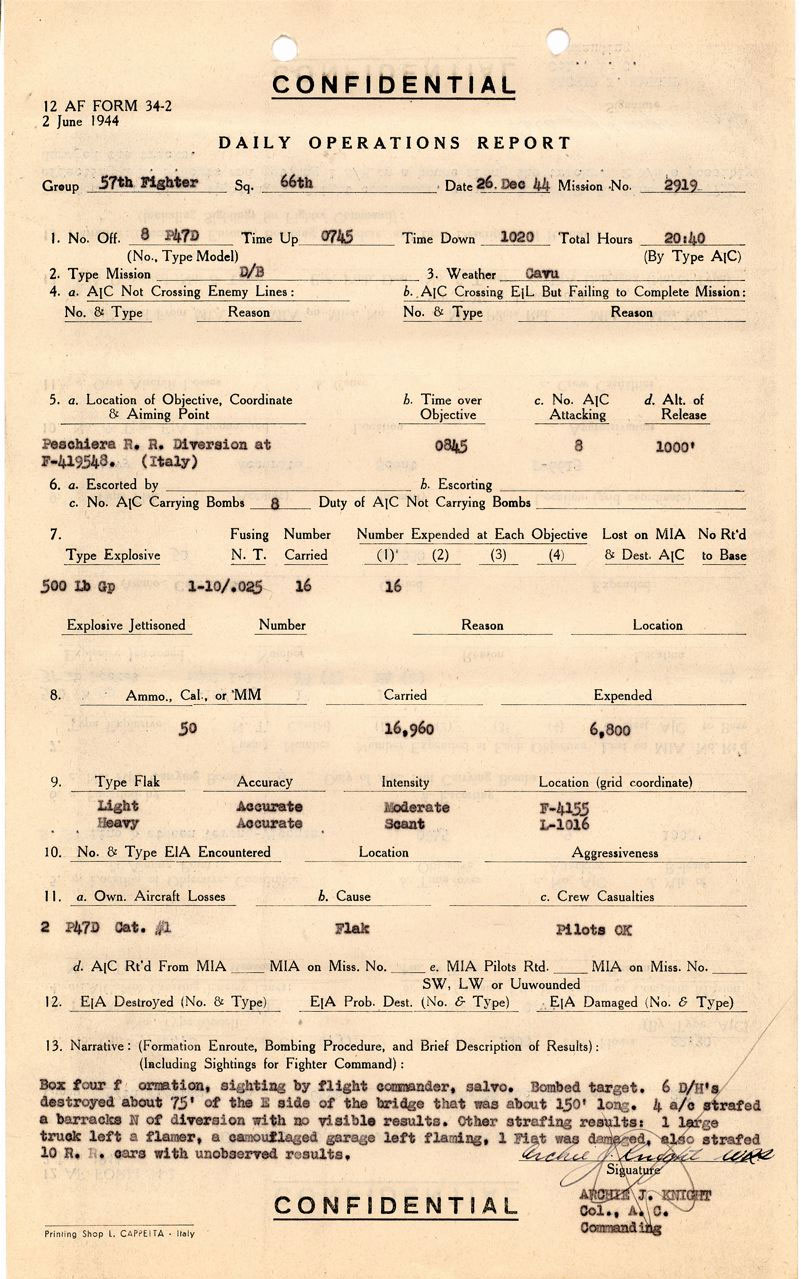 CONFIDENTIAL
12 AF FORM 34-2
2 June 1944
DAILY OPERATIONS REPORT
Group 57th Fighter Sq. 66th Date 26 Dec 44 Mission No. 2919
1. No. Off. 8 P47D Time Up 0745 Time Down 1020 Total Hours 20:40
(No., Type Model) (By Type A|C)
2. Type Mission D/B 3. Weather Cavu
4. a. A|C Not Crossing Enemy Lines: b. A|C Crossing E|L But Failing to Complete Mission:
No. & Type Reason No. & Type Reason
5. a. Location of Objective, Coordinate b. Time over c. No. A|C d. Alt. of
& Aiming Point Objective Attacking Release
Peschiera R. R. Diversion at 0845 8 1000'
F-419548. (Italy)
6. a. Escorted by b. Escorting
c. No. A|C Carrying Bombs 8 Duty of A|C Not Carrying Bombs
7. Fusing Number Number Expended at Each Objective Lost on MIA No Rt'd
Type Explosive N. T. Carried (1) (2) (3) (4) & Dest. A|C to Base
500 Lb Gp 1-10/.025 16 16
Explosive Jettisoned Number Reason Location
8. Ammo., Cal., or MM Carried Expended
50 16,960 6,800
9. Type Flak Accuracy Intensity Location (grid coordinate)
Light Accurate Moderate F-4155
Heavy Accurate Scant L-1016
10. No. & Type EIA Encountered Location Aggressiveness
11. a. Own. Aircraft Losses b. Cause c. Crew Casualties
2 P47D Cat. #1 Flak Pilots OK
d. A|C Rt'd From MIA MIA on Miss. No. e. MIA Pilots Rtd. MIA on Miss. No.
SW, LW or Uuwounded
12. E|A Destroyed (No. & Type) E|A Prob. Dest. (No. & Type) E|A Damaged (No. & Type)
13. Narrative: (Formation Enroute, Bombing Procedure, and Brief Description of Results):
(Including Sightings for Fighter Command):
Box four f ormation, sighting by flight commander, salvo. Bombed target. 6 D/H's
destroyed about 75' of the E side of the bridge that was about 150' long. 4 a/c strafed
a barracks N of diversion with no visible results. Other strafing results: 1 large
truck left a flamer, a camouflaged garage left flaming, 1 Fiat was damaged, also strafed
10 R. R. cars with unobserved results.
Archie J. Knight
Signature
ARCHIE J. KNIGHT
Col., A. C.
Commanding
CONFIDENTIAL
Printing Shop L. CAPPEITA - Italy